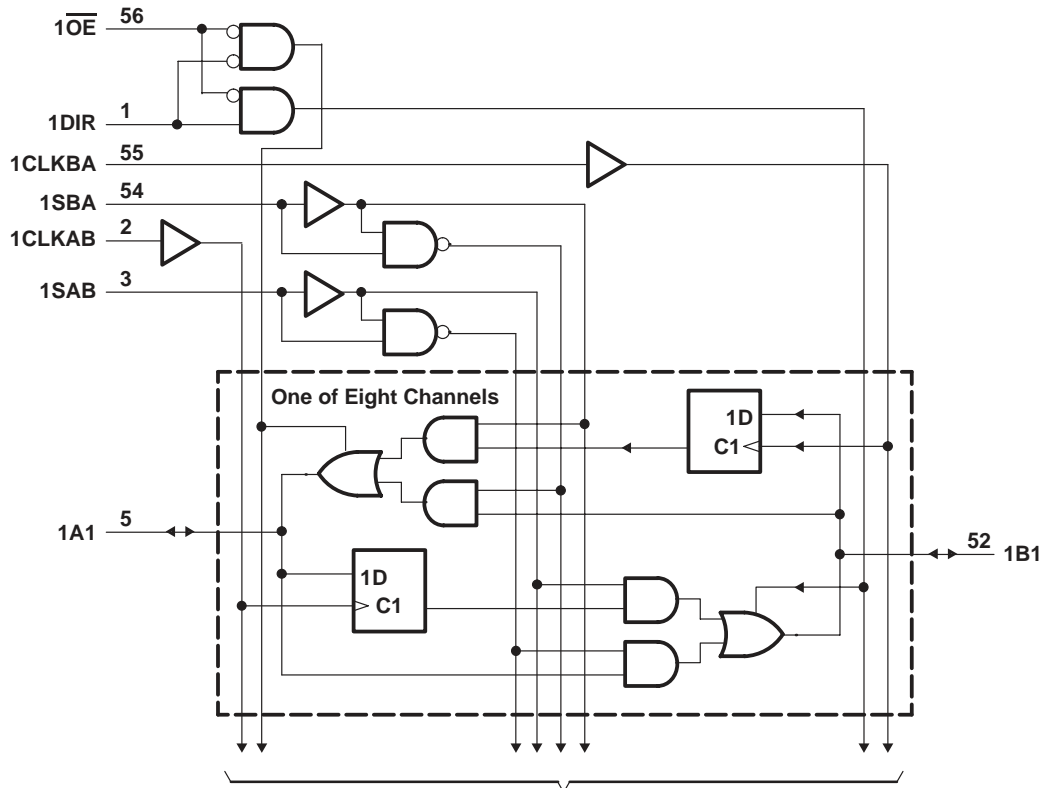 1O̅E̅ 56
1DIR 1
1CLKBA 55
1SBA 54
1CLKAB 2
1SAB 3
One of Eight Channels
1D
C1
1A1 5
52 1B1
1D
C1